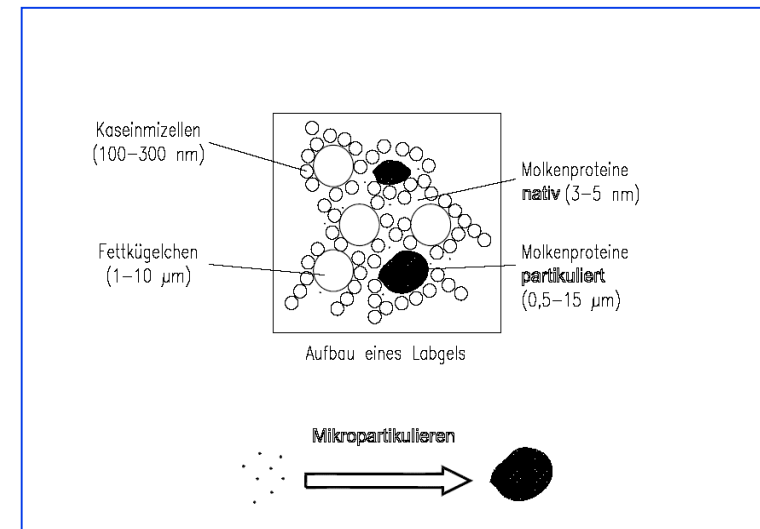 Kaseinmizellen
(100–300 nm)
Fettkügelchen
(1–10 µm)
Molkenproteine
nativ (3–5 nm)
Molkenproteine
partikuliert
(0,5–15 µm)
Aufbau eines Labgels
Mikropartikulieren